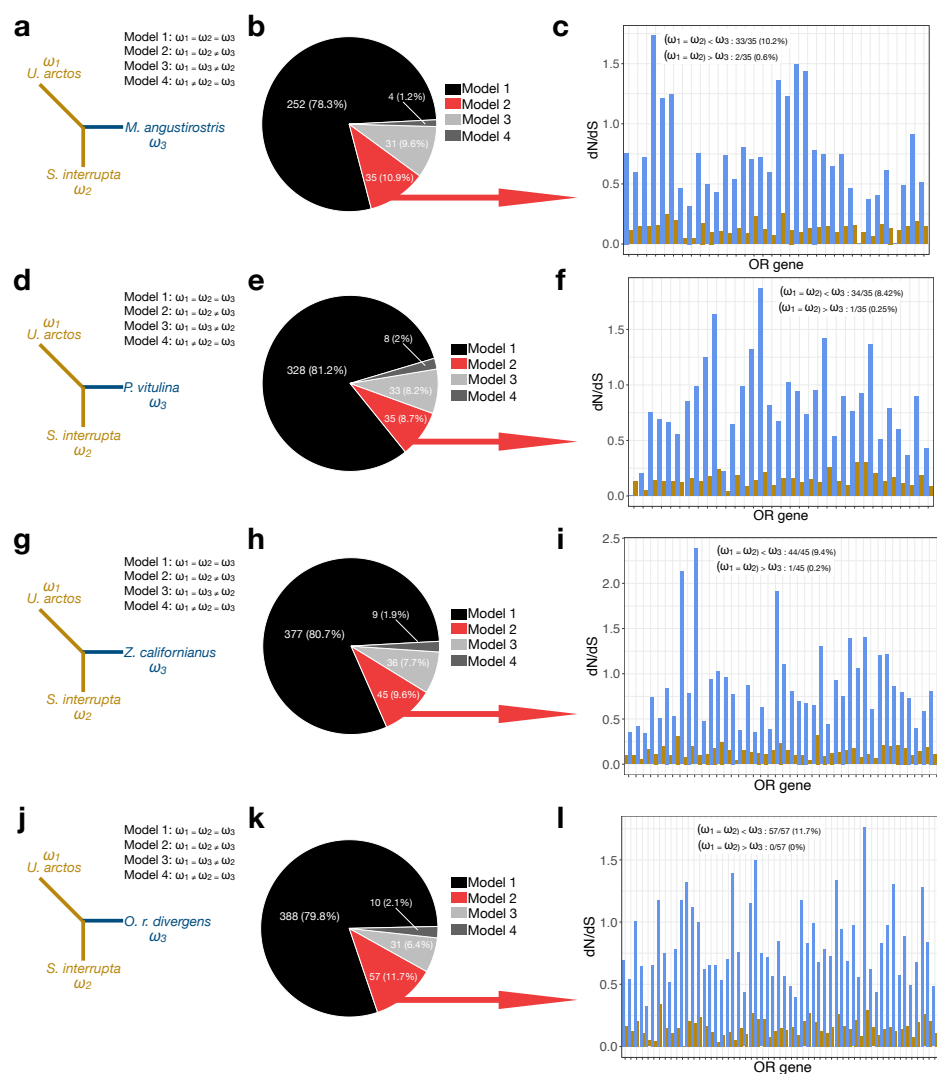 a
ω1
U. arctos
M. angustirostris
ω3
S. interrupta
ω2
Model 1: ω1 = ω2 = ω3
Model 2: ω1 = ω2 ≠ ω3
Model 3: ω1 = ω3 ≠ ω2
Model 4: ω1 ≠ ω2 = ω3
b
252 (78.3%)
4 (1.2%)
31 (9.6%)
35 (10.9%)
Model 1
Model 2
Model 3
Model 4
c
(ω1 = ω2) < ω3 : 33/35 (10.2%)
(ω1 = ω2) > ω3 : 2/35 (0.6%)
dN/dS
1.5
1.0
0.5
0.0
OR gene
d
ω1
U. arctos
P. vitulina
ω3
S. interrupta
ω2
Model 1: ω1 = ω2 = ω3
Model 2: ω1 = ω2 ≠ ω3
Model 3: ω1 = ω3 ≠ ω2
Model 4: ω1 ≠ ω2 = ω3
e
328 (81.2%)
8 (2%)
33 (8.2%)
35 (8.7%)
Model 1
Model 2
Model 3
Model 4
f
(ω1 = ω2) < ω3 : 34/35 (8.42%)
(ω1 = ω2) > ω3 : 1/35 (0.25%)
dN/dS
1.5
1.0
0.5
0.0
OR gene
g
ω1
U. arctos
Z. californianus
ω3
S. interrupta
ω2
Model 1: ω1 = ω2 = ω3
Model 2: ω1 = ω2 ≠ ω3
Model 3: ω1 = ω3 ≠ ω2
Model 4: ω1 ≠ ω2 = ω3
h
377 (80.7%)
9 (1.9%)
36 (7.7%)
45 (9.6%)
Model 1
Model 2
Model 3
Model 4
i
(ω1 = ω2) < ω3 : 44/45 (9.4%)
(ω1 = ω2) > ω3 : 1/45 (0.2%)
dN/dS
2.5
2.0
1.5
1.0
0.5
0.0
OR gene
j
ω1
U. arctos
O. r. divergens
ω3
S. interrupta
ω2
Model 1: ω1 = ω2 = ω3
Model 2: ω1 = ω2 ≠ ω3
Model 3: ω1 = ω3 ≠ ω2
Model 4: ω1 ≠ ω2 = ω3
k
388 (79.8%)
10 (2.1%)
31 (6.4%)
57 (11.7%)
Model 1
Model 2
Model 3
Model 4
l
(ω1 = ω2) < ω3 : 57/57 (11.7%)
(ω1 = ω2) > ω3 : 0/57 (0%)
dN/dS
1.5
1.0
0.5
0.0
OR gene